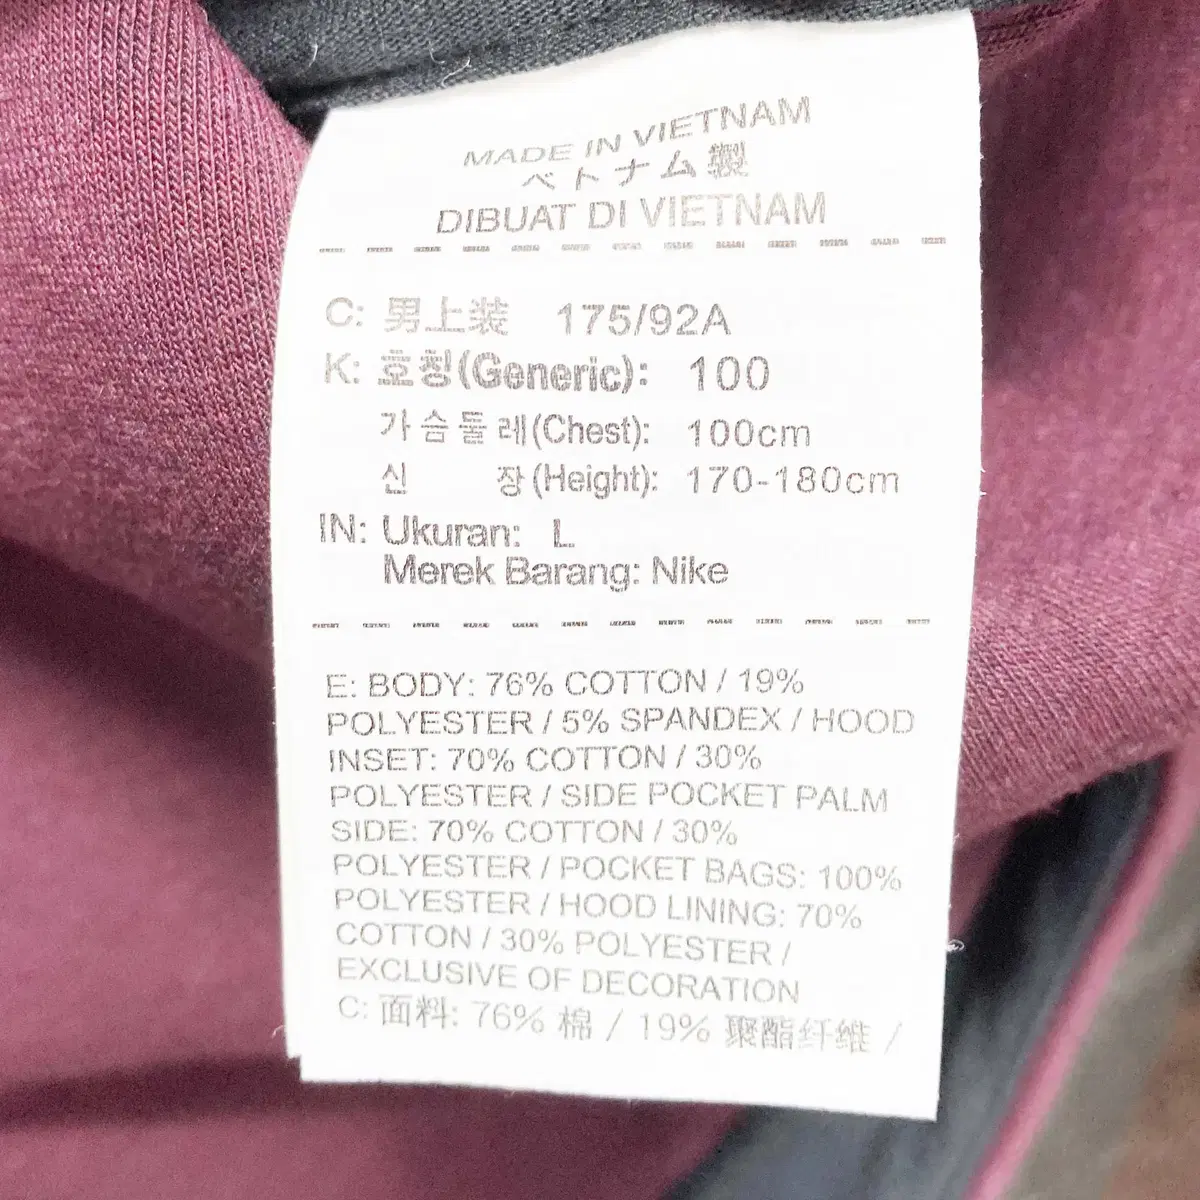 MADE IN VIETNAM
ベトナム製
DIBUAT DI VIETNAM
C: 男上装 175/92A
K: 호칭(Generic): 100
가슴둘레(Chest): 100cm
신 장(Height): 170-180cm
IN: Ukuran: L
Merek Barang: Nike
E: BODY: 76% COTTON / 19%
POLYESTER / 5% SPANDEX / HOOD
INSET: 70% COTTON / 30%
POLYESTER / SIDE POCKET PALM
SIDE: 70% COTTON / 30%
POLYESTER / POCKET BAGS: 100%
POLYESTER / HOOD LINING: 70%
COTTON / 30% POLYESTER /
EXCLUSIVE OF DECORATION
C: 面料: 76% 棉 / 19% 聚酯纤维 /